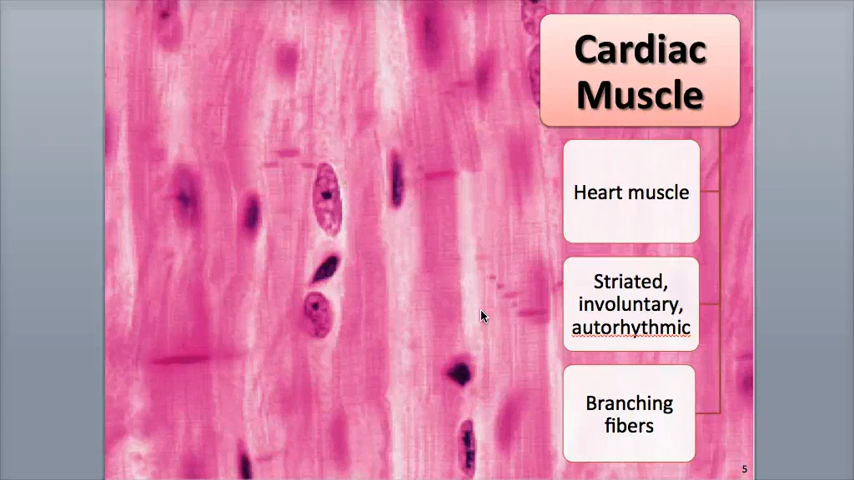 Cardiac
Muscle
Heart muscle
Striated,
involuntary,
autorhythmic
Branching
fibers
5